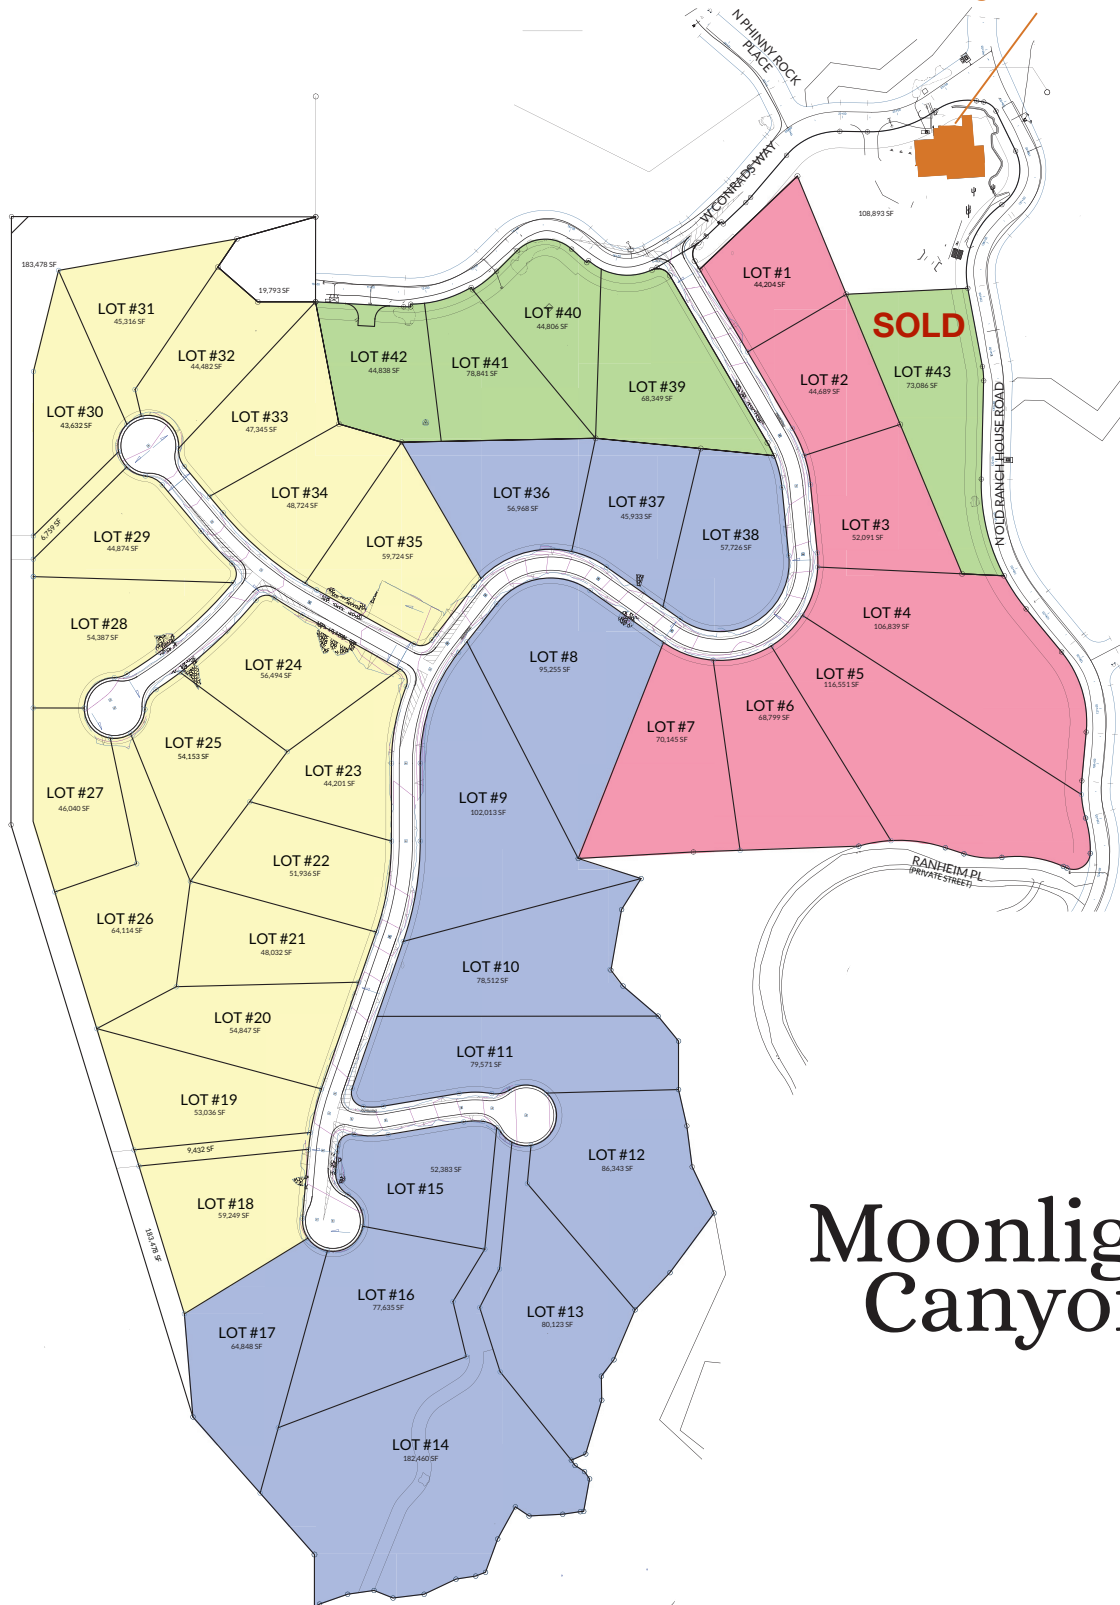 N PHINNY ROCK
PLACE
W CONRADS WAY
108,893 SF
183,478 SF
19,793 SF
LOT #1
44,204 SF
SOLD
LOT #31
45,316 SF
LOT #32
44,482 SF
LOT #40
44,806 SF
LOT #42
44,838 SF
LOT #41
78,841 SF
LOT #39
68,349 SF
LOT #2
44,689 SF
LOT #43
73,086 SF
N OLD RANCH HOUSE ROAD
LOT #30
43,632 SF
LOT #33
47,345 SF
LOT #34
48,724 SF
LOT #36
56,968 SF
LOT #37
45,933 SF
LOT #38
57,726 SF
LOT #3
52,091 SF
6,759 SF
LOT #29
44,874 SF
LOT #35
59,724 SF
LOT #4
106,839 SF
LOT #28
54,387 SF
LOT #24
56,494 SF
LOT #8
95,255 SF
LOT #5
116,551 SF
LOT #6
68,799 SF
LOT #7
70,145 SF
LOT #25
54,153 SF
LOT #23
44,201 SF
LOT #27
46,040 SF
LOT #9
102,013 SF
LOT #22
51,936 SF
RANHEIM PL
(PRIVATE STREET)
LOT #26
64,114 SF
LOT #21
48,032 SF
LOT #10
78,512 SF
LOT #20
54,847 SF
LOT #11
79,571 SF
LOT #19
53,036 SF
9,432 SF
LOT #12
86,343 SF
52,383 SF
LOT #15
LOT #18
59,249 SF
183,478 SF
LOT #16
77,635 SF
LOT #13
80,123 SF
LOT #17
64,848 SF
LOT #14
182,460 SF
Moonlig
Canyo